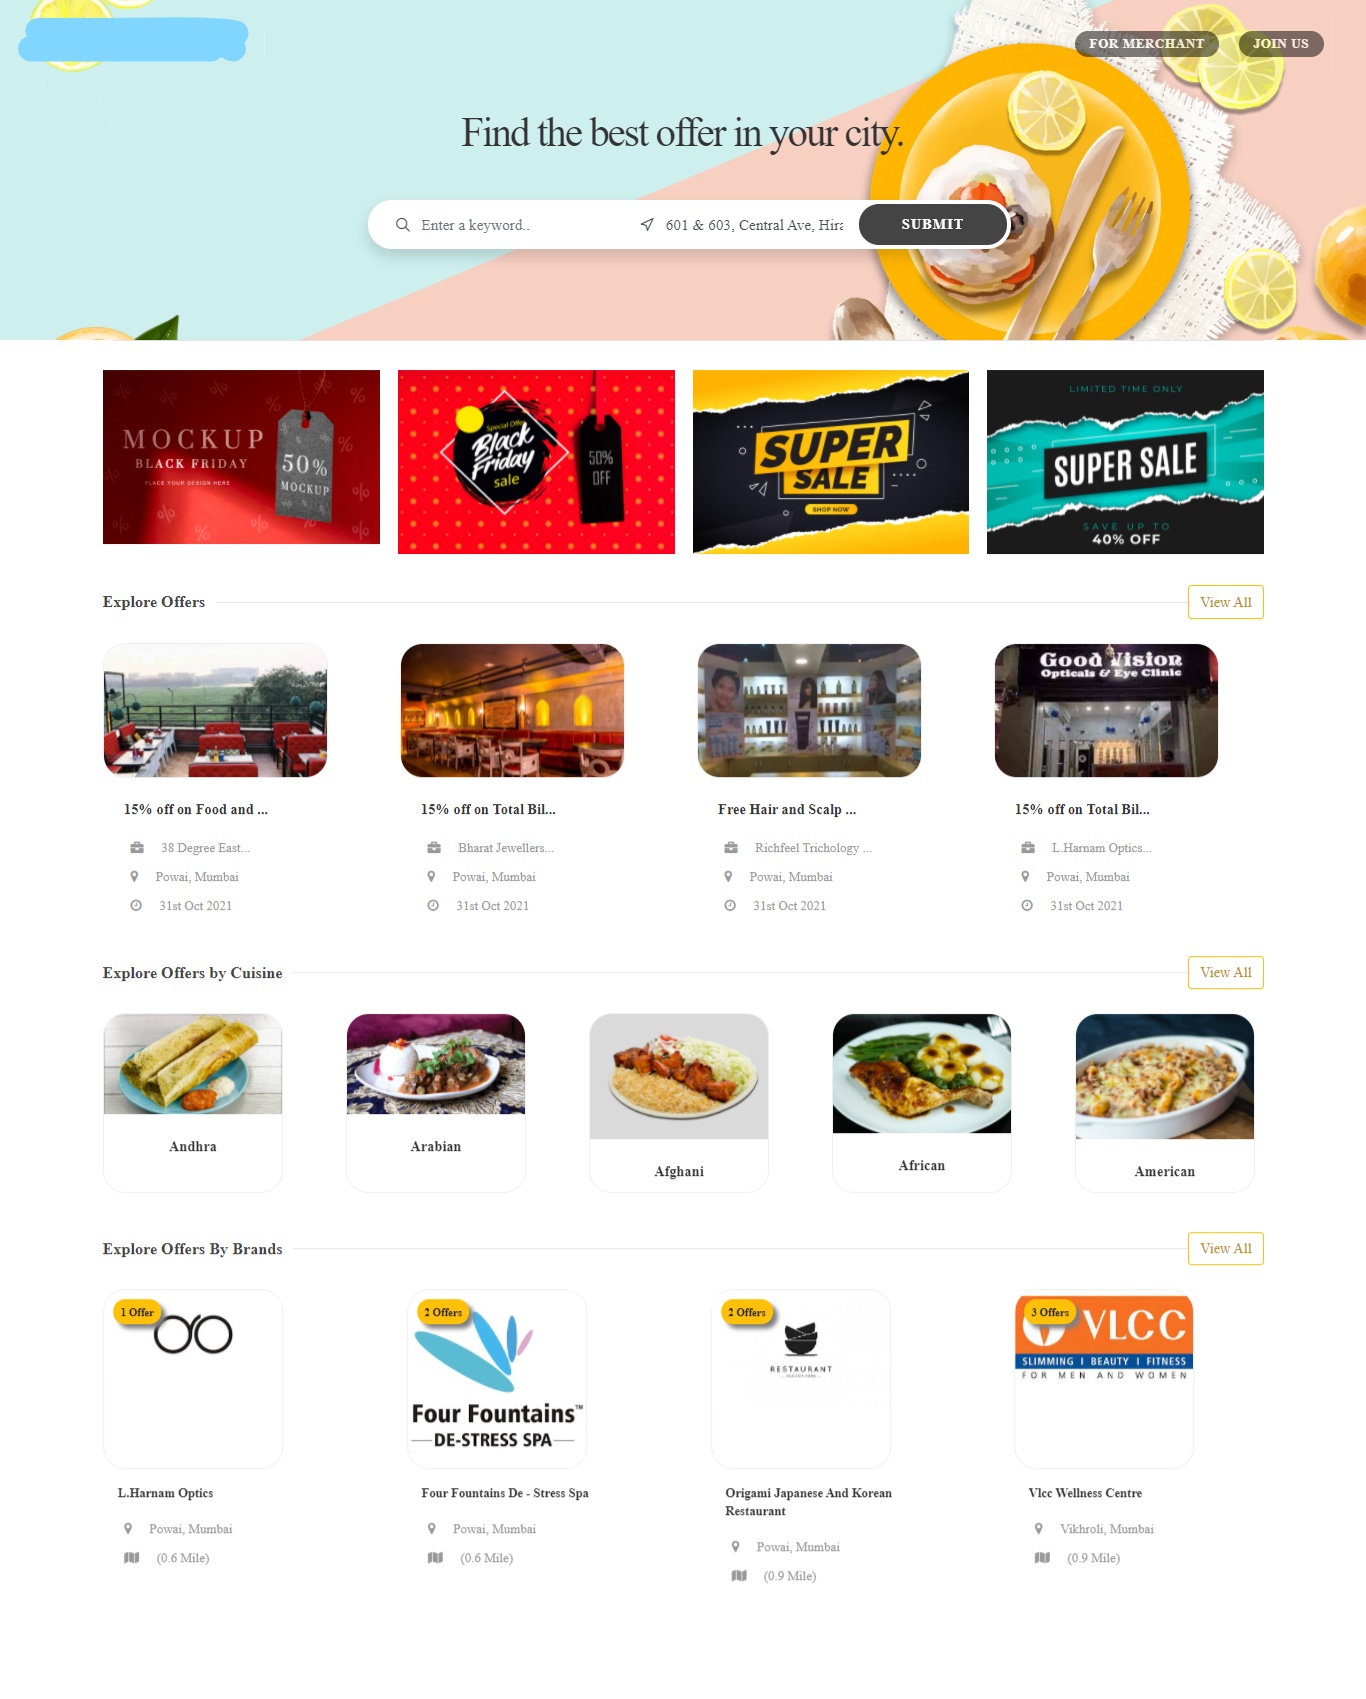 FOR MERCHANT
JOIN US
Find the best offer in your city.
Enter a keyword..
601 & 603, Central Ave, Hira
SUBMIT
MOCKUP
BLACK FRIDAY
PLACE YOUR DESIGN HERE
50%
MOCKUP
Special Offer
Black
Friday
sale
50%
OFF
SUPER
SALE
SHOP NOW
LIMITED TIME ONLY
SUPER SALE
SAVE UP TO
40% OFF
Explore Offers
View All
Good Vision
Opticals & Eye Clinic
15% off on Food and ...
38 Degree East...
Powai, Mumbai
31st Oct 2021
15% off on Total Bil...
Bharat Jewellers...
Powai, Mumbai
31st Oct 2021
Free Hair and Scalp ...
Richfeel Trichology ...
Powai, Mumbai
31st Oct 2021
15% off on Total Bil...
L.Harnam Optics...
Powai, Mumbai
31st Oct 2021
Explore Offers by Cuisine
View All
Andhra
Arabian
Afghani
African
American
Explore Offers By Brands
View All
1 Offer
L.Harnam Optics
Powai, Mumbai
(0.6 Mile)
2 Offers
Four Fountains™
DE-STRESS SPA
Four Fountains De - Stress Spa
Powai, Mumbai
(0.6 Mile)
2 Offers
RESTAURANT
Origami Japanese And Korean
Restaurant
Powai, Mumbai
(0.9 Mile)
3 Offers
VLCC
SLIMMING | BEAUTY | FITNESS
FOR MEN AND WOMEN
Vlcc Wellness Centre
Vikhroli, Mumbai
(0.9 Mile)